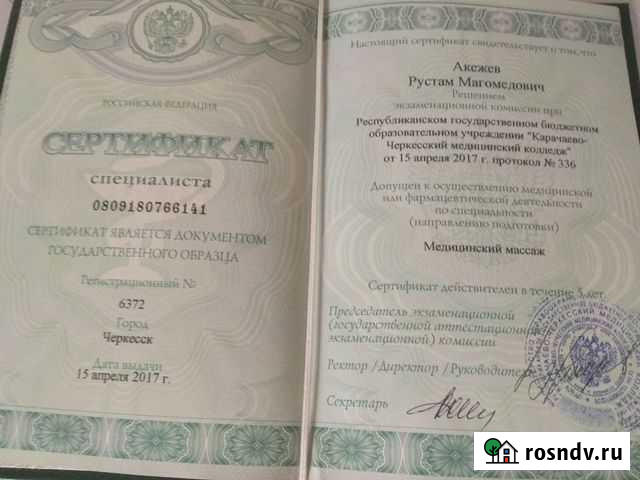 РОССИЙСКАЯ ФЕДЕРАЦИЯ
СЕРТИФИКАТ
специалиста
0809180766141
СЕРТИФИКАТ ЯВЛЯЕТСЯ ДОКУМЕНТОМ
ГОСУДАРСТВЕННОГО ОБРАЗЦА
Регистрационный №
6372
Город
Черкесск
Дата выдачи
15 апреля 2017 г.
Настоящий сертификат свидетельствует о том, что
Акежев
Рустам Магомедович
Решением
экзаменационной комиссии при
Республиканском государственном бюджетном
образовательном учреждении "Карачаево-
Черкесский медицинский колледж"
от 15 апреля 2017 г. протокол № 336
Допущен к осуществлению медицинской
или фармацевтической деятельности
по специальности
(направлению подготовки)
Медицинский массаж
Сертификат действителен в течение 5 лет.
Председатель экзаменационной
(государственной аттестационной
экзаменационной) комиссии
Ректор /Директор /Руководитель
Секретарь
rosndv.ru